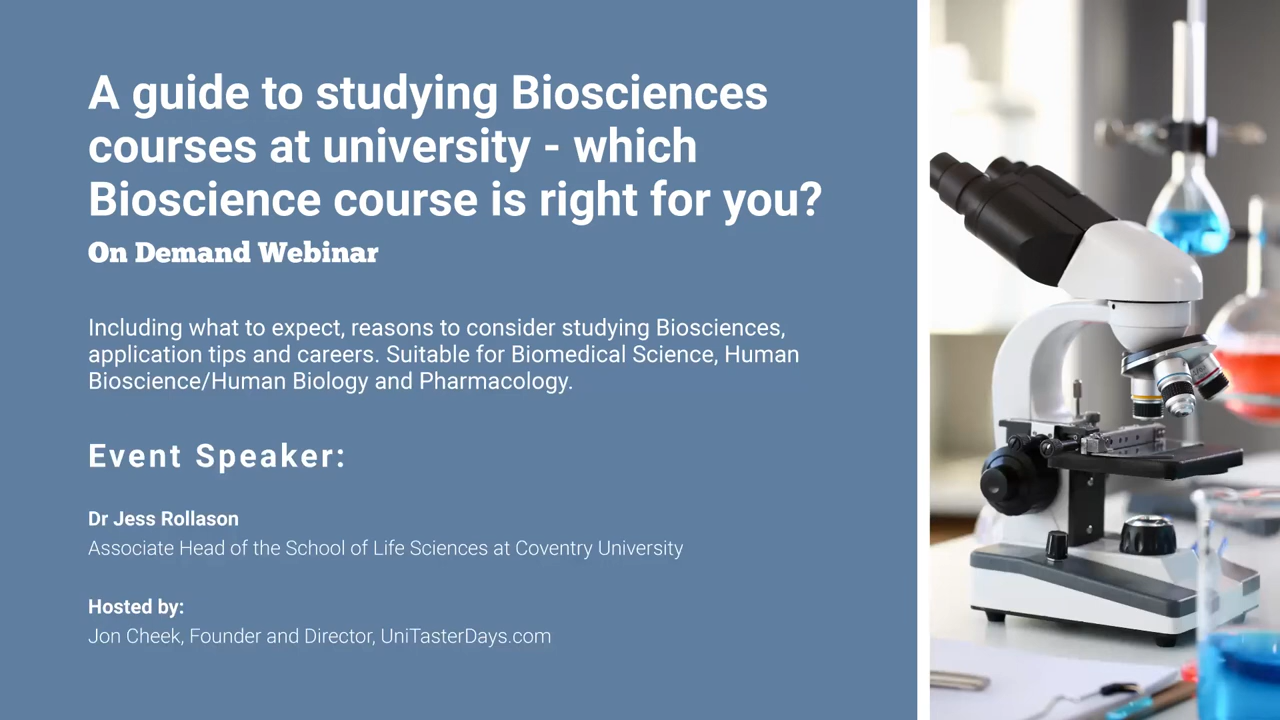 A guide to studying Biosciences
courses at university - which
Bioscience course is right for you?
On Demand Webinar
Including what to expect, reasons to consider studying Biosciences,
application tips and careers. Suitable for Biomedical Science, Human
Bioscience/Human Biology and Pharmacology.
Event Speaker:
Dr Jess Rollason
Associate Head of the School of Life Sciences at Coventry University
Hosted by:
Jon Cheek, Founder and Director, UniTasterDays.com